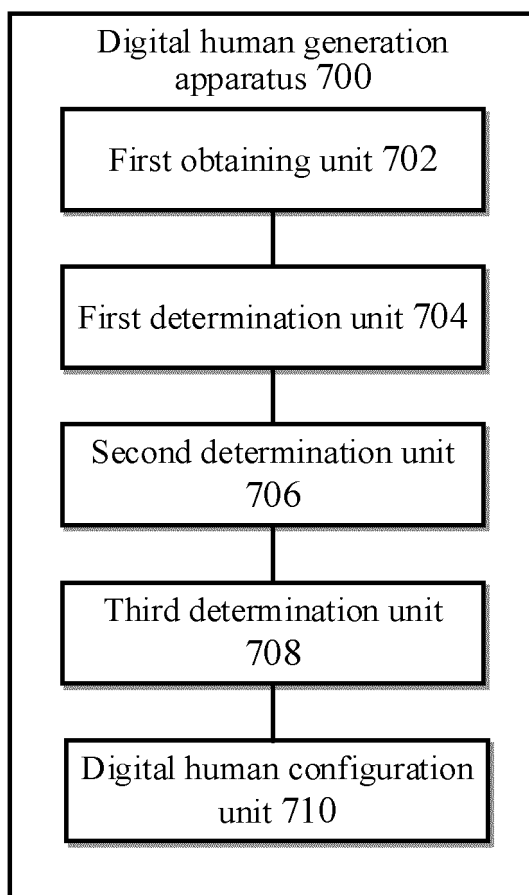 Digital human generation
apparatus 700
First obtaining unit 702
First determination unit 704
Second determination unit
706
Third determination unit
708
Digital human configuration
unit 710